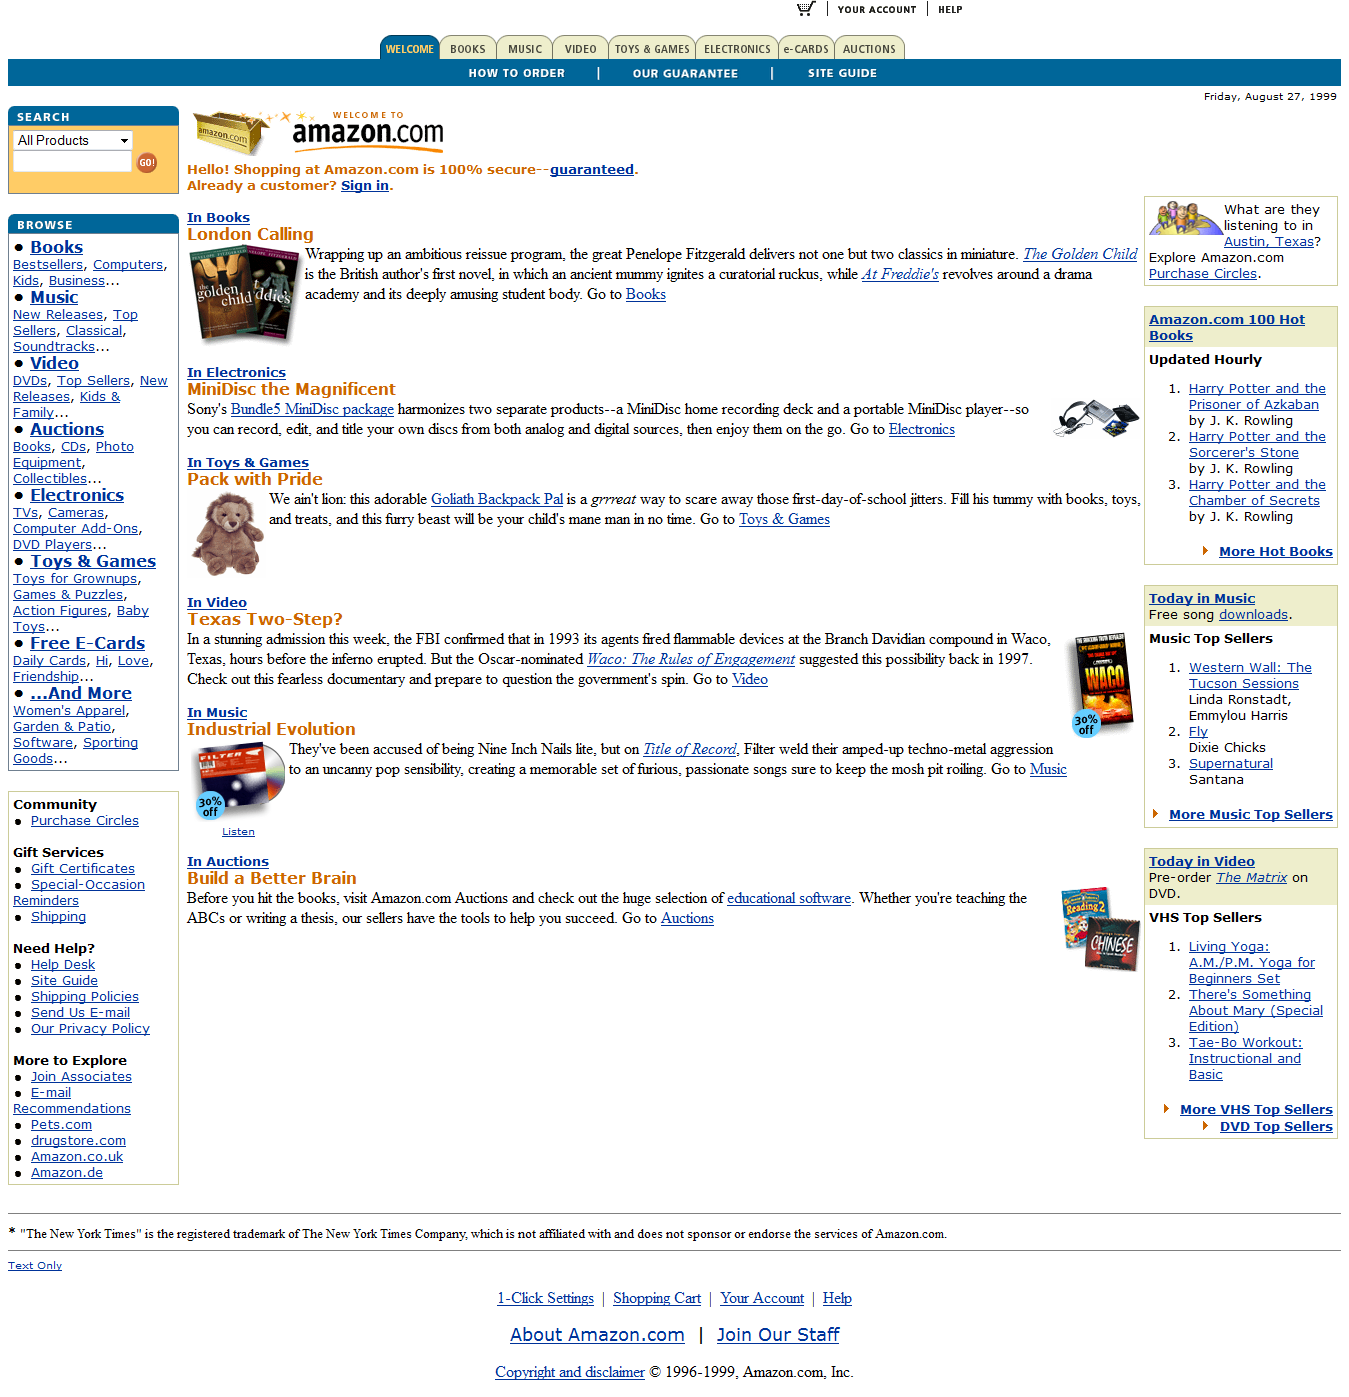 YOUR ACCOUNT | HELP
WELCOME BOOKS MUSIC VIDEO TOYS & GAMES ELECTRONICS e-CARDS AUCTIONS
HOW TO ORDER | OUR GUARANTEE | SITE GUIDE
Friday, August 27, 1999
SEARCH
All Products
GO!
BROWSE
• Books
Bestsellers, Computers,
Kids, Business...
• Music
New Releases, Top
Sellers, Classical,
Soundtracks...
• Video
DVDs, Top Sellers, New
Releases, Kids &
Family...
• Auctions
Books, CDs, Photo
Equipment,
Collectibles...
• Electronics
TVs, Cameras,
Computer Add-Ons,
DVD Players...
• Toys & Games
Toys for Grownups,
Games & Puzzles,
Action Figures, Baby
Toys...
• Free E-Cards
Daily Cards, Hi, Love,
Friendship...
• ...And More
Women's Apparel,
Garden & Patio,
Software, Sporting
Goods...
Community
• Purchase Circles
Gift Services
• Gift Certificates
• Special-Occasion
Reminders
• Shipping
Need Help?
• Help Desk
• Site Guide
• Shipping Policies
• Send Us E-mail
• Our Privacy Policy
More to Explore
• Join Associates
• E-mail
Recommendations
• Pets.com
• drugstore.com
• Amazon.co.uk
• Amazon.de
amazon.com
WELCOME TO
amazon.com
Hello! Shopping at Amazon.com is 100% secure--guaranteed.
Already a customer? Sign in.
In Books
London Calling
PENELOPE FITZGERALD
PENELOPE FITZGERALD
the
golden
child
ddie's
Wrapping up an ambitious reissue program, the great Penelope Fitzgerald delivers not one but two classics in miniature. The Golden Child
is the British author's first novel, in which an ancient mummy ignites a curatorial ruckus, while At Freddie's revolves around a drama
academy and its deeply amusing student body. Go to Books
In Electronics
MiniDisc the Magnificent
Sony's Bundle5 MiniDisc package harmonizes two separate products--a MiniDisc home recording deck and a portable MiniDisc player--so
you can record, edit, and title your own discs from both analog and digital sources, then enjoy them on the go. Go to Electronics
In Toys & Games
Pack with Pride
We ain't lion: this adorable Goliath Backpack Pal is a grrreat way to scare away those first-day-of-school jitters. Fill his tummy with books, toys,
and treats, and this furry beast will be your child's mane man in no time. Go to Toys & Games
In Video
Texas Two-Step?
In a stunning admission this week, the FBI confirmed that in 1993 its agents fired flammable devices at the Branch Davidian compound in Waco,
Texas, hours before the inferno erupted. But the Oscar-nominated Waco: The Rules of Engagement suggested this possibility back in 1997.
Check out this fearless documentary and prepare to question the government's spin. Go to Video
WACO
30%
off
In Music
Industrial Evolution
FILTER
30%
off
Listen
They've been accused of being Nine Inch Nails lite, but on Title of Record, Filter weld their amped-up techno-metal aggression
to an uncanny pop sensibility, creating a memorable set of furious, passionate songs sure to keep the mosh pit roiling. Go to Music
In Auctions
Build a Better Brain
Before you hit the books, visit Amazon.com Auctions and check out the huge selection of educational software. Whether you're teaching the
ABCs or writing a thesis, our sellers have the tools to help you succeed. Go to Auctions
Reading 2
CHINESE
What are they
listening to in
Austin, Texas?
Explore Amazon.com
Purchase Circles.
Amazon.com 100 Hot
Books
Updated Hourly
1. Harry Potter and the
Prisoner of Azkaban
by J. K. Rowling
2. Harry Potter and the
Sorcerer's Stone
by J. K. Rowling
3. Harry Potter and the
Chamber of Secrets
by J. K. Rowling
More Hot Books
Today in Music
Free song downloads.
Music Top Sellers
1. Western Wall: The
Tucson Sessions
Linda Ronstadt,
Emmylou Harris
2. Fly
Dixie Chicks
3. Supernatural
Santana
More Music Top Sellers
Today in Video
Pre-order The Matrix on
DVD.
VHS Top Sellers
1. Living Yoga:
A.M./P.M. Yoga for
Beginners Set
2. There's Something
About Mary (Special
Edition)
3. Tae-Bo Workout:
Instructional and
Basic
More VHS Top Sellers
DVD Top Sellers
* "The New York Times" is the registered trademark of The New York Times Company, which is not affiliated with and does not sponsor or endorse the services of Amazon.com.
Text Only
1-Click Settings | Shopping Cart | Your Account | Help
About Amazon.com | Join Our Staff
Copyright and disclaimer © 1996-1999, Amazon.com, Inc.